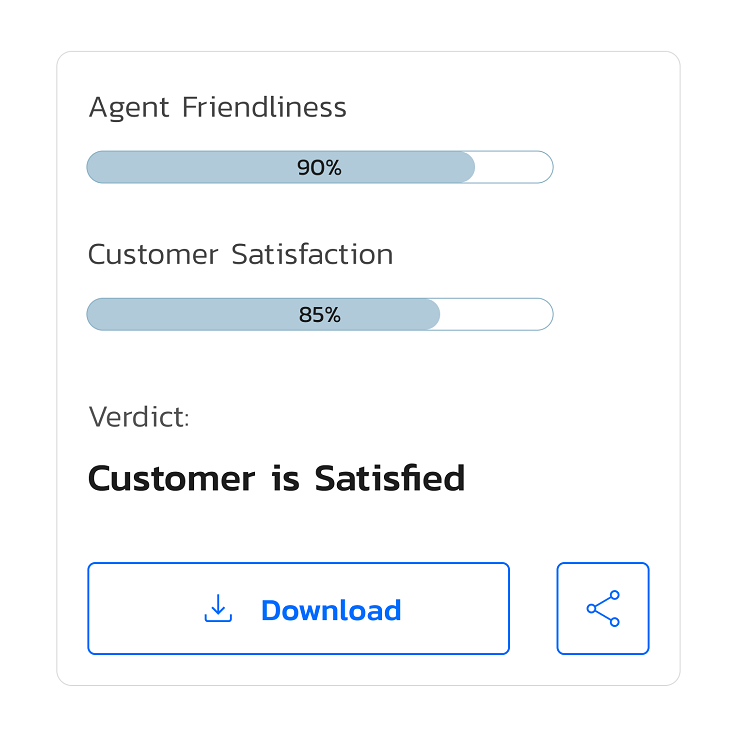 Agent Friendliness
90%
Customer Satisfaction
85%
Verdict:
Customer is Satisfied
Download